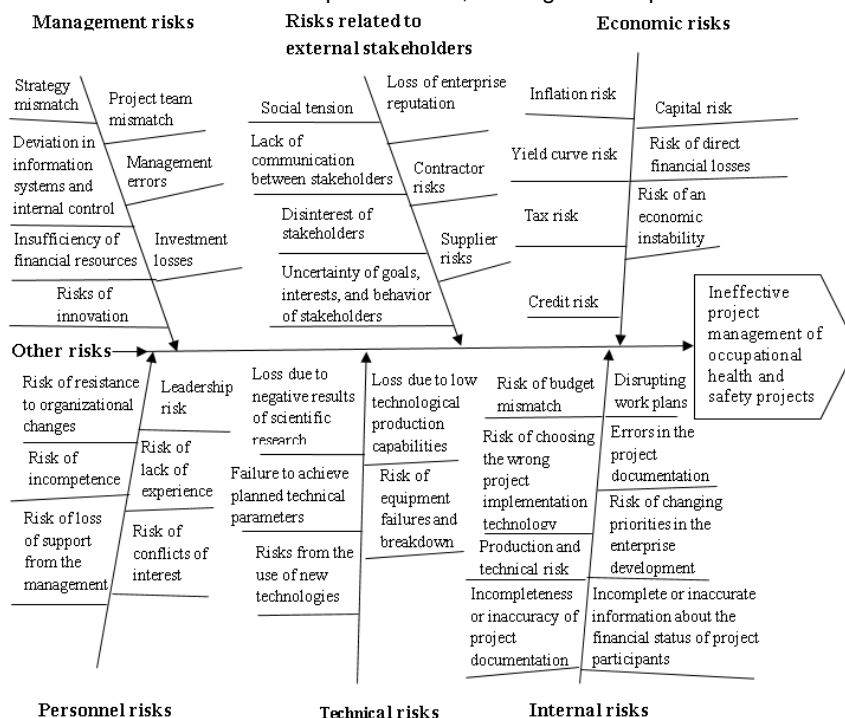 Management risks
Risks related to
external stakeholders
Economic risks
Strategy
mismatch
Project team
mismatch
Deviation in
information
systems and
internal control
Management
errors
Insufficiency of
financial resources
Investment
losses
Risks of
innovation
Social tension
Loss of enterprise
reputation
Lack of
communication
between stakeholders
Contractor
risks
Disinterest of
stakeholders
Supplier
risks
Uncertainty of goals,
interests, and behavior
of stakeholders
Inflation risk
Capital risk
Yield curve risk
Risk of direct
financial losses
Tax risk
Risk of an
economic
instability
Credit risk
Ineffective
project
management of
occupational
health and
safety projects
Other risks
Risk of resistance
to organizational
changes
Leadership
risk
Risk of
incompetence
Risk of
lack of
experience
Risk of loss
of support
from the
management
Risk of
conflicts of
interest
Loss due to
negative results
of scientific
research
Loss due to low
technological
production
capabilities
Failure to achieve
planned technical
parameters
Risk of
equipment
failures and
breakdown
Risks from the
use of new
technologies
Risk of budget
mismatch
Disrupting
work plans
Risk of choosing
the wrong
project
implementation
technology
Errors in the
project
documentation
Production and
technical risk
Risk of changing
priorities in the
enterprise
development
Incompleteness
or inaccuracy of
project
documentation
Incomplete or inaccurate
information about the
financial status of project
participants
Personnel risks
Technical risks
Internal risks